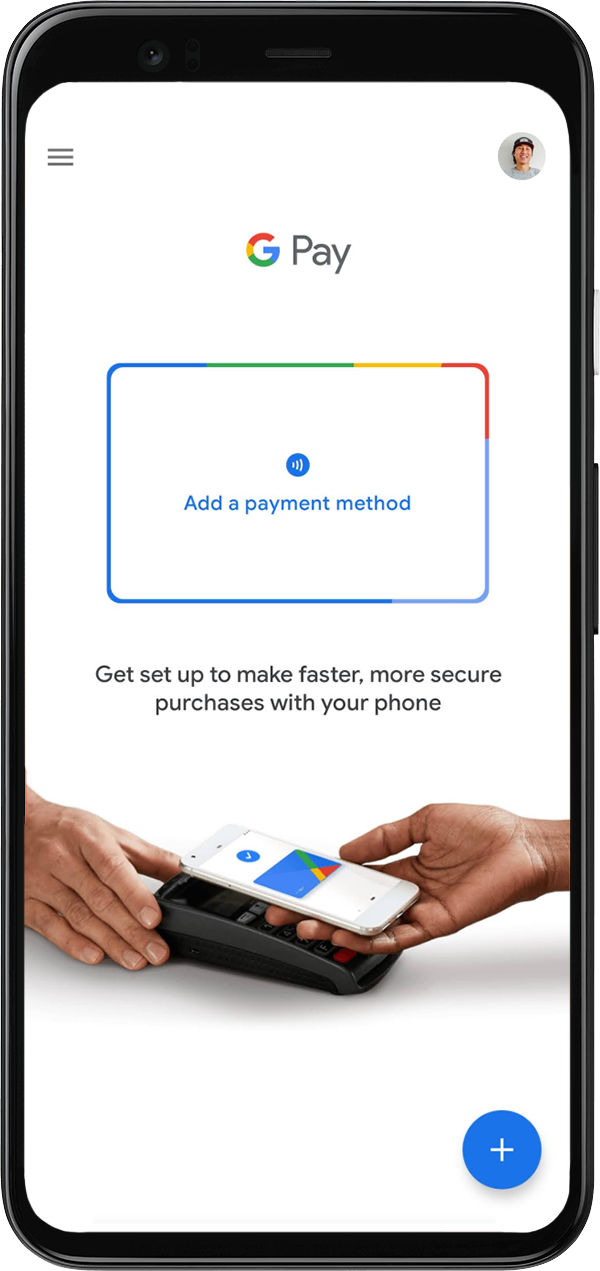 G Pay
Add a payment method
Get set up to make faster, more secure
purchases with your phone